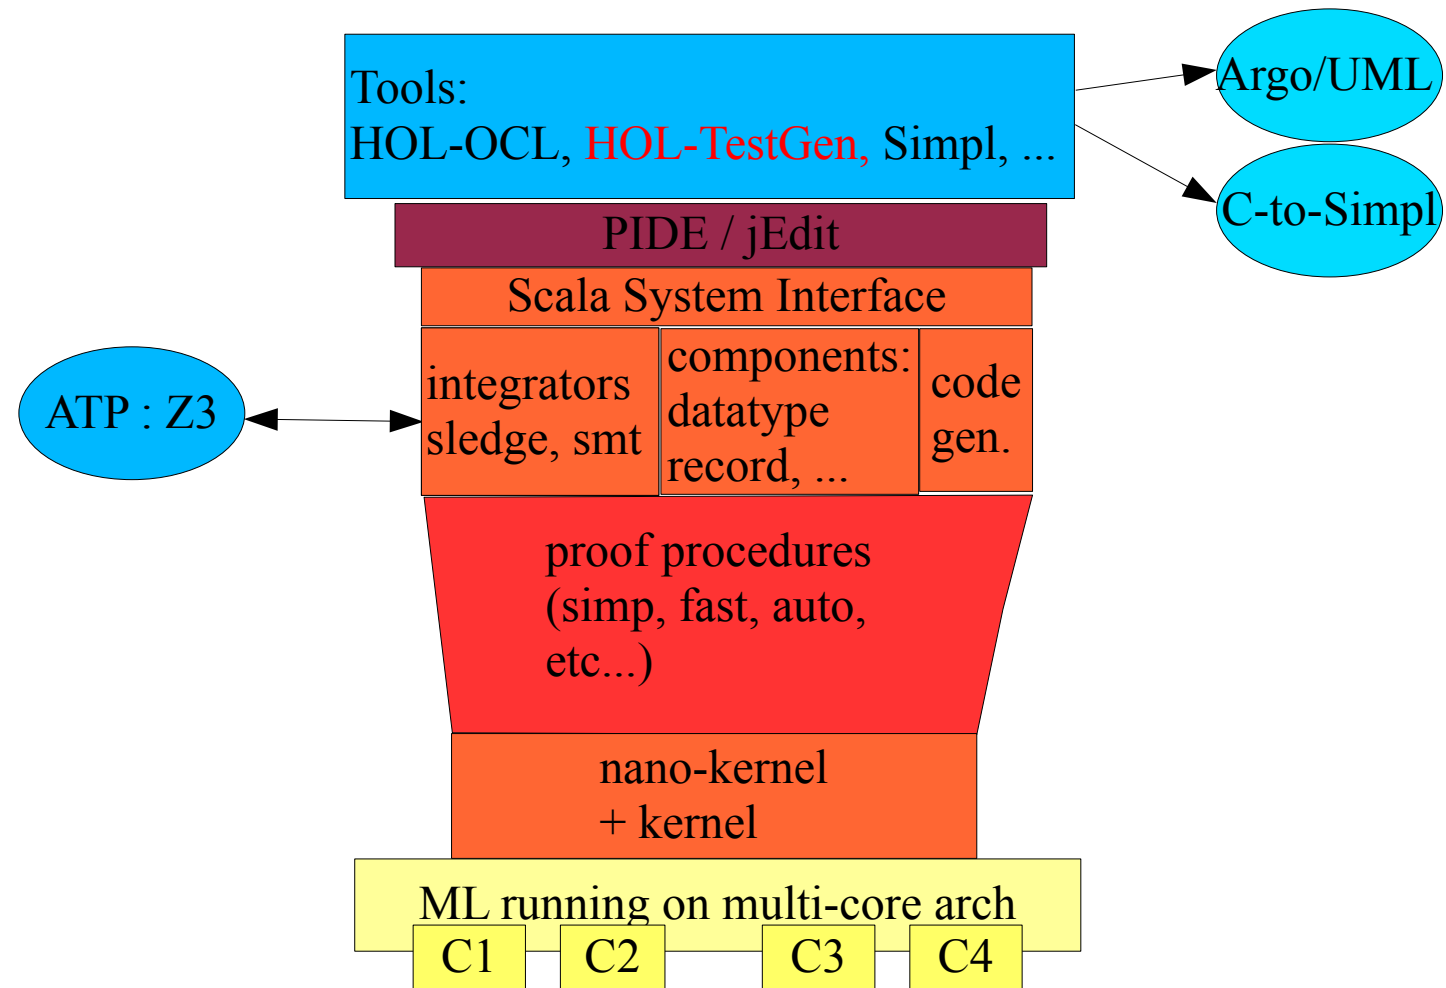 Tools:
HOL-OCL, HOL-TestGen, Simpl, ...
Argo/UML
C-to-Simpl
PIDE / jEdit
Scala System Interface
ATP : Z3
integrators
sledge, smt
components:
datatype
record, ...
code
gen.
proof procedures
(simp, fast, auto,
etc...)
nano-kernel
+ kernel
ML running on multi-core arch
C1
C2
C3
C4